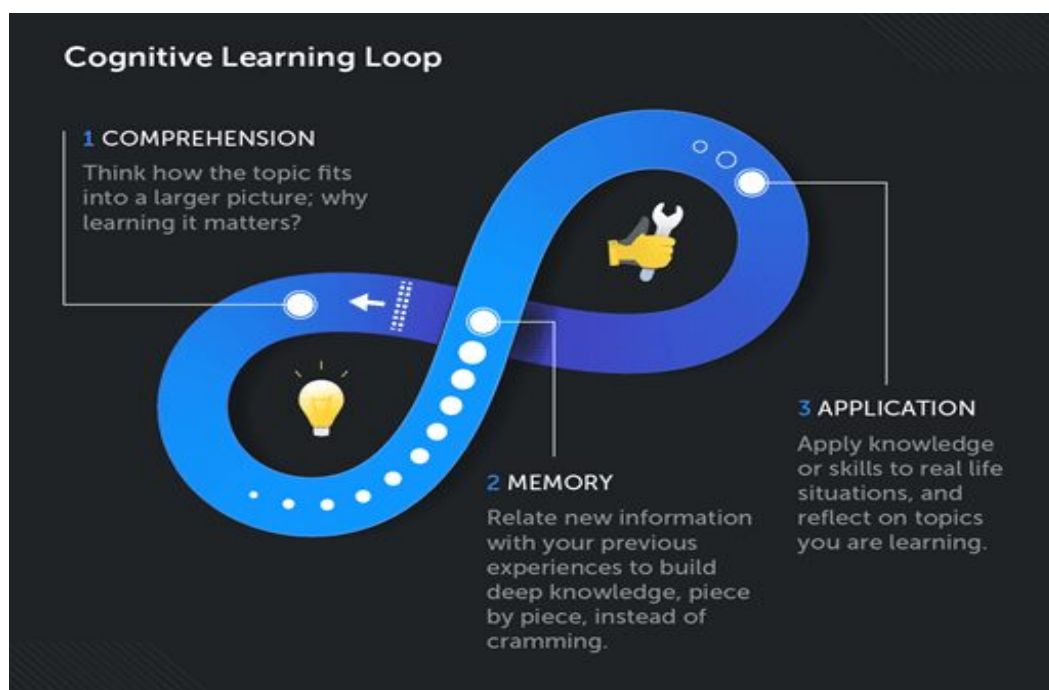 Cognitive Learning Loop
1 COMPREHENSION
Think how the topic fits
into a larger picture; why
learning it matters?
2 MEMORY
Relate new information
with your previous
experiences to build
deep knowledge, piece
by piece, instead of
cramming.
3 APPLICATION
Apply knowledge
or skills to real life
situations, and
reflect on topics
you are learning.